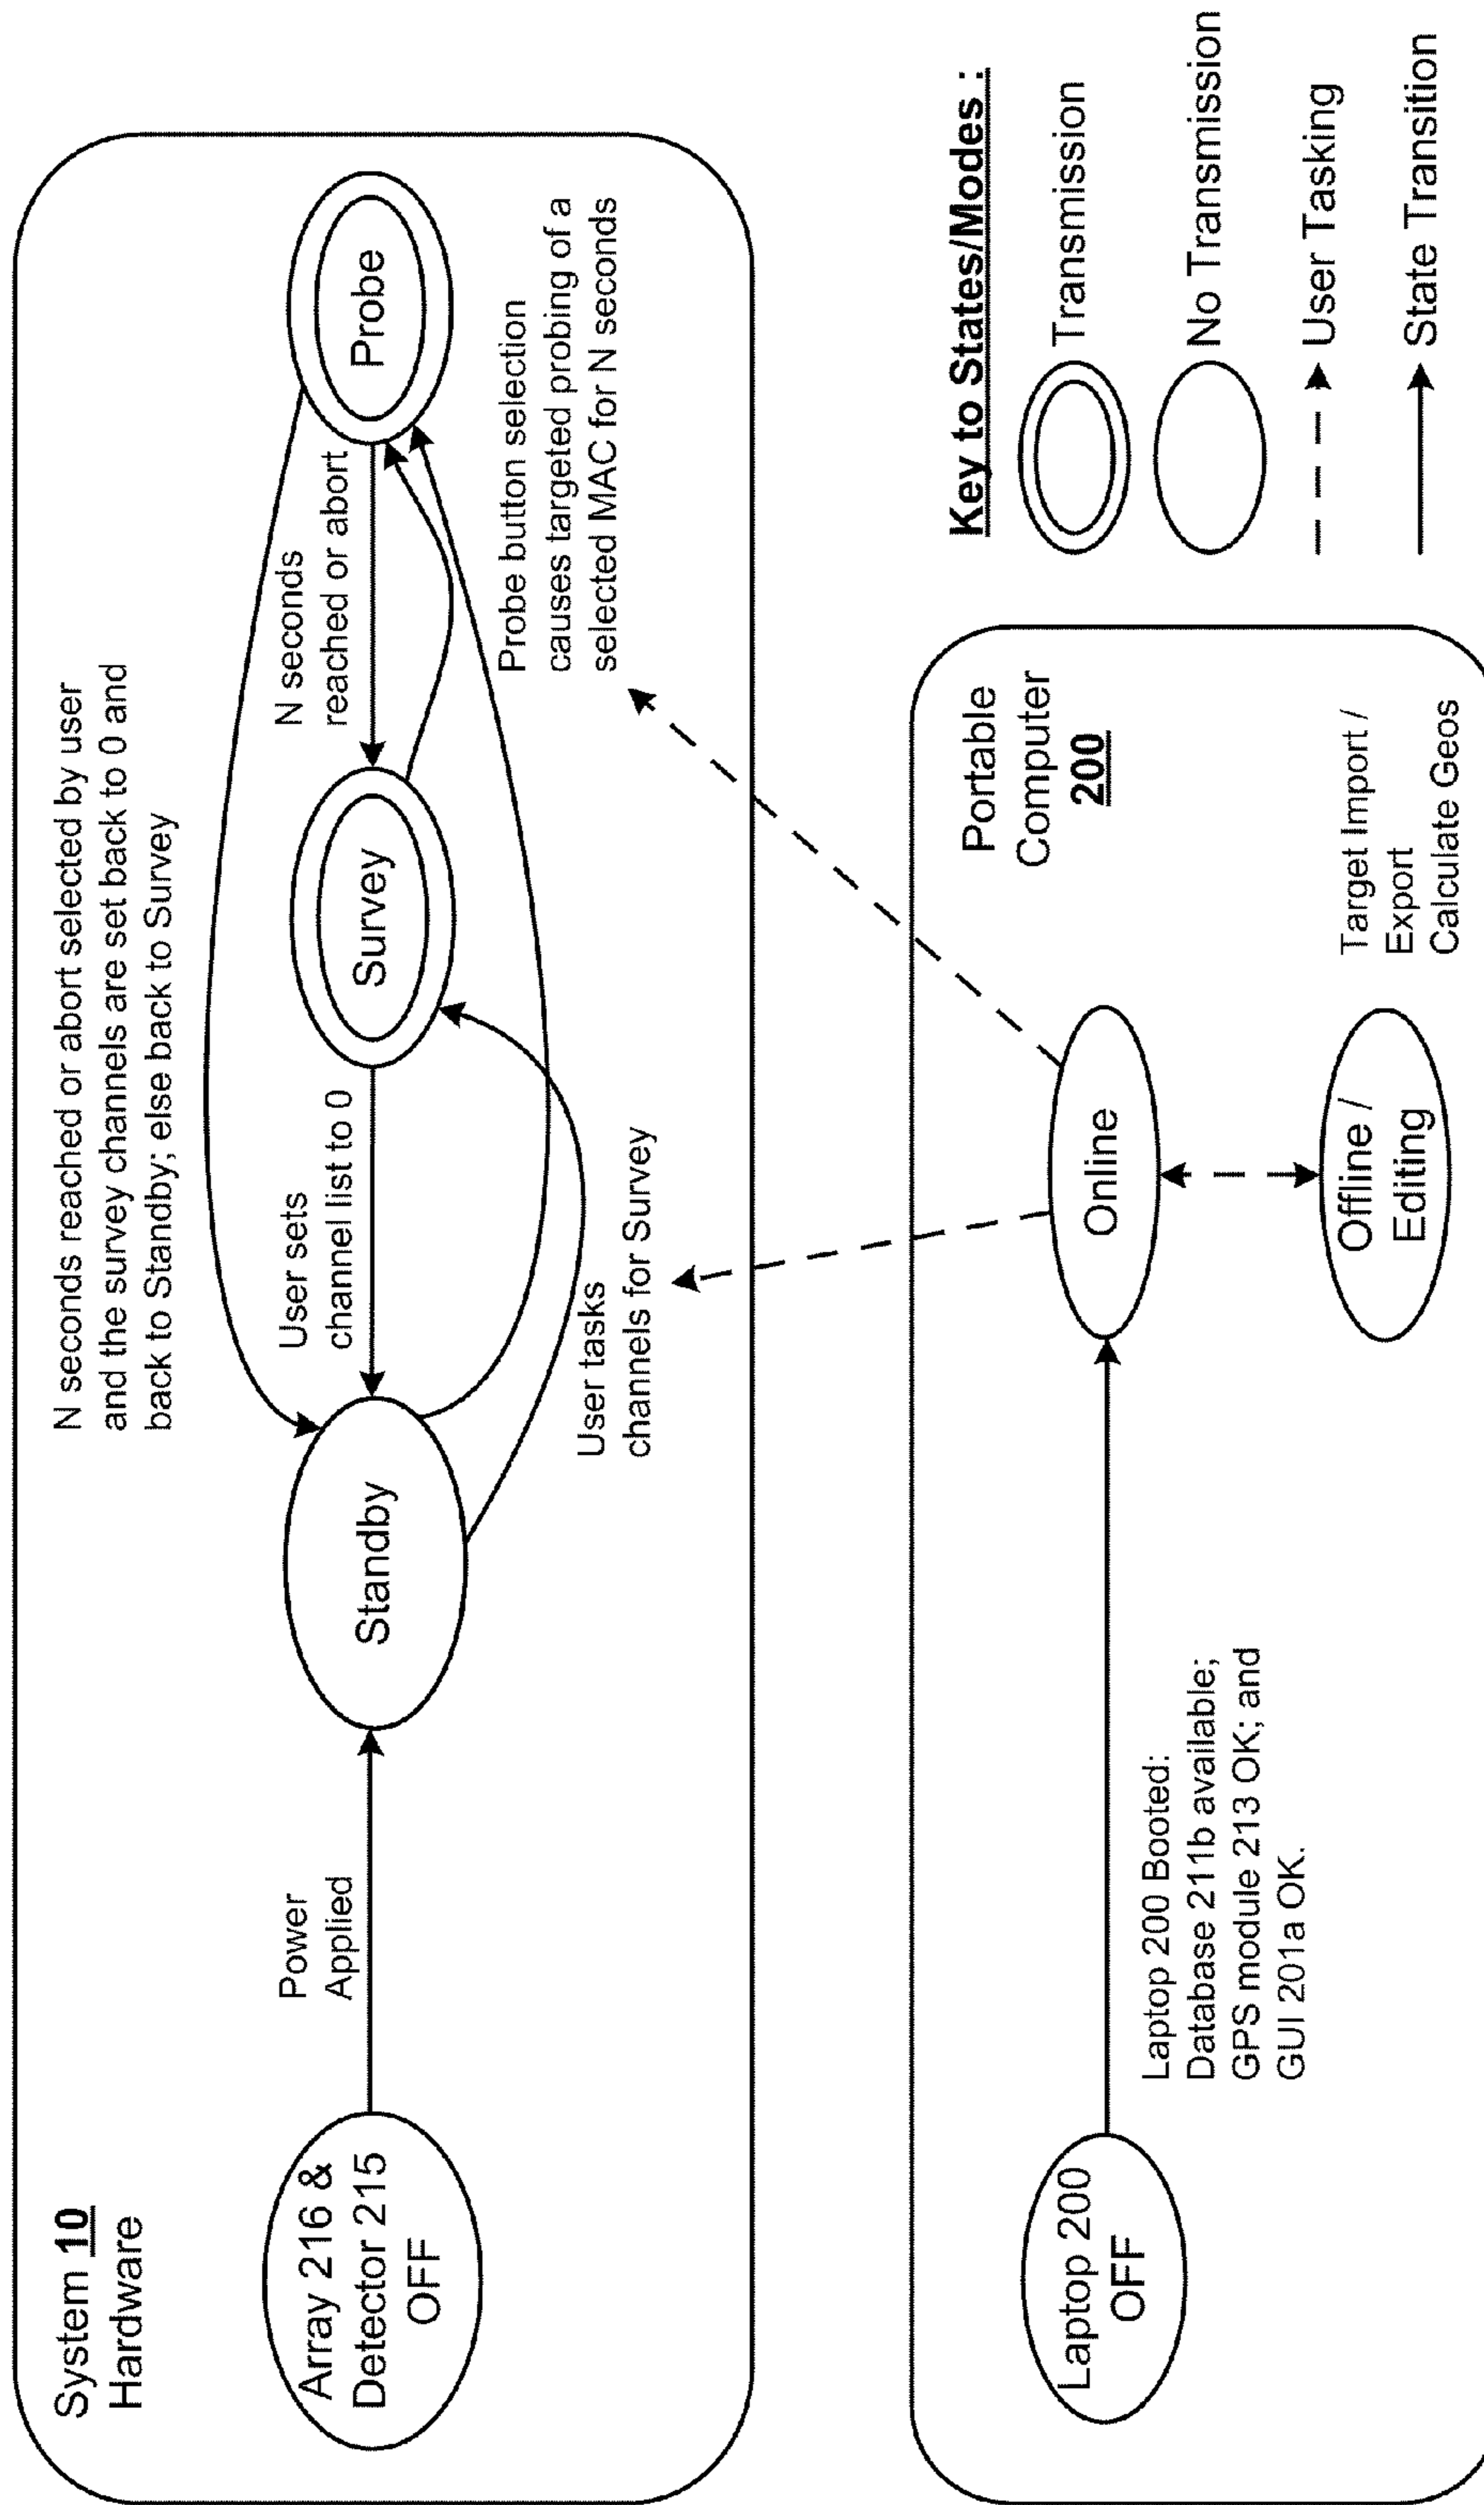 System 10
Hardware
N seconds reached or abort selected by user
and the survey channels are set back to 0 and
back to Standby; else back to Survey
Array 216 &
Detector 215
OFF
Power
Applied
Standby
User sets
channel list to 0
Survey
N seconds
reached or abort
Probe
User tasks
channels for Survey
Probe button selection
causes targeted probing of a
selected MAC for N seconds
Laptop 200
OFF
Laptop 200 Booted:
Database 211b available;
GPS module 213 OK; and
GUI 201a OK.
Online
Offline /
Editing
Portable
Computer
200
Target Import /
Export
Calculate Geos
Key to States/Modes :
Transmission
No Transmission
User Tasking
State Transition